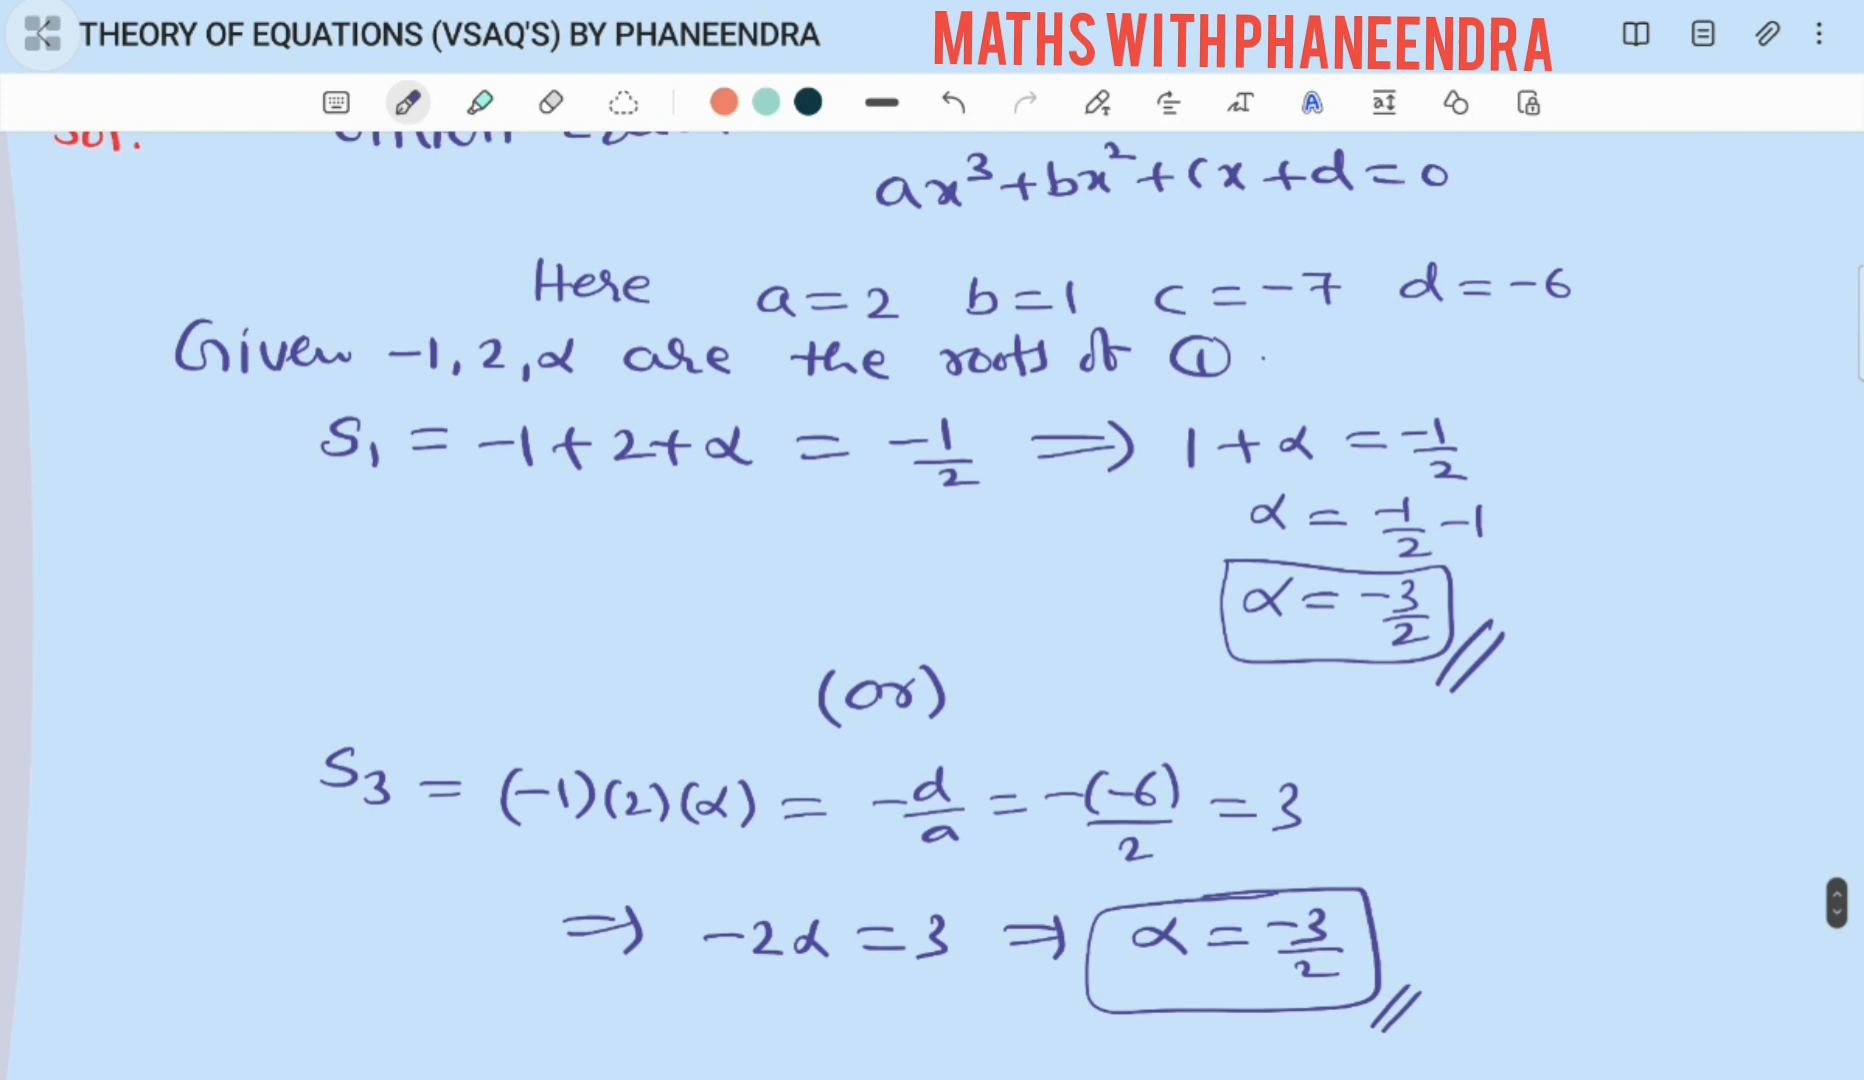 THEORY OF EQUATIONS (VSAQ'S) BY PHANEENDRA
MATHS WITH PHANEENDRA
Sol.
ax³+bx²+cx+d=0
Here a=2 b=1 c=-7 d=-6
Given -1, 2, α are the roots of ①.
S₁ = -1+2+α = -1/2 ⟹ 1+α = -1/2
α = -1/2 -1
α = -3/2 //
(or)
S₃ = (-1)(2)(α) = -d/a = -(-6)/2 = 3
⟹ -2α = 3 ⟹ α = -3/2 //